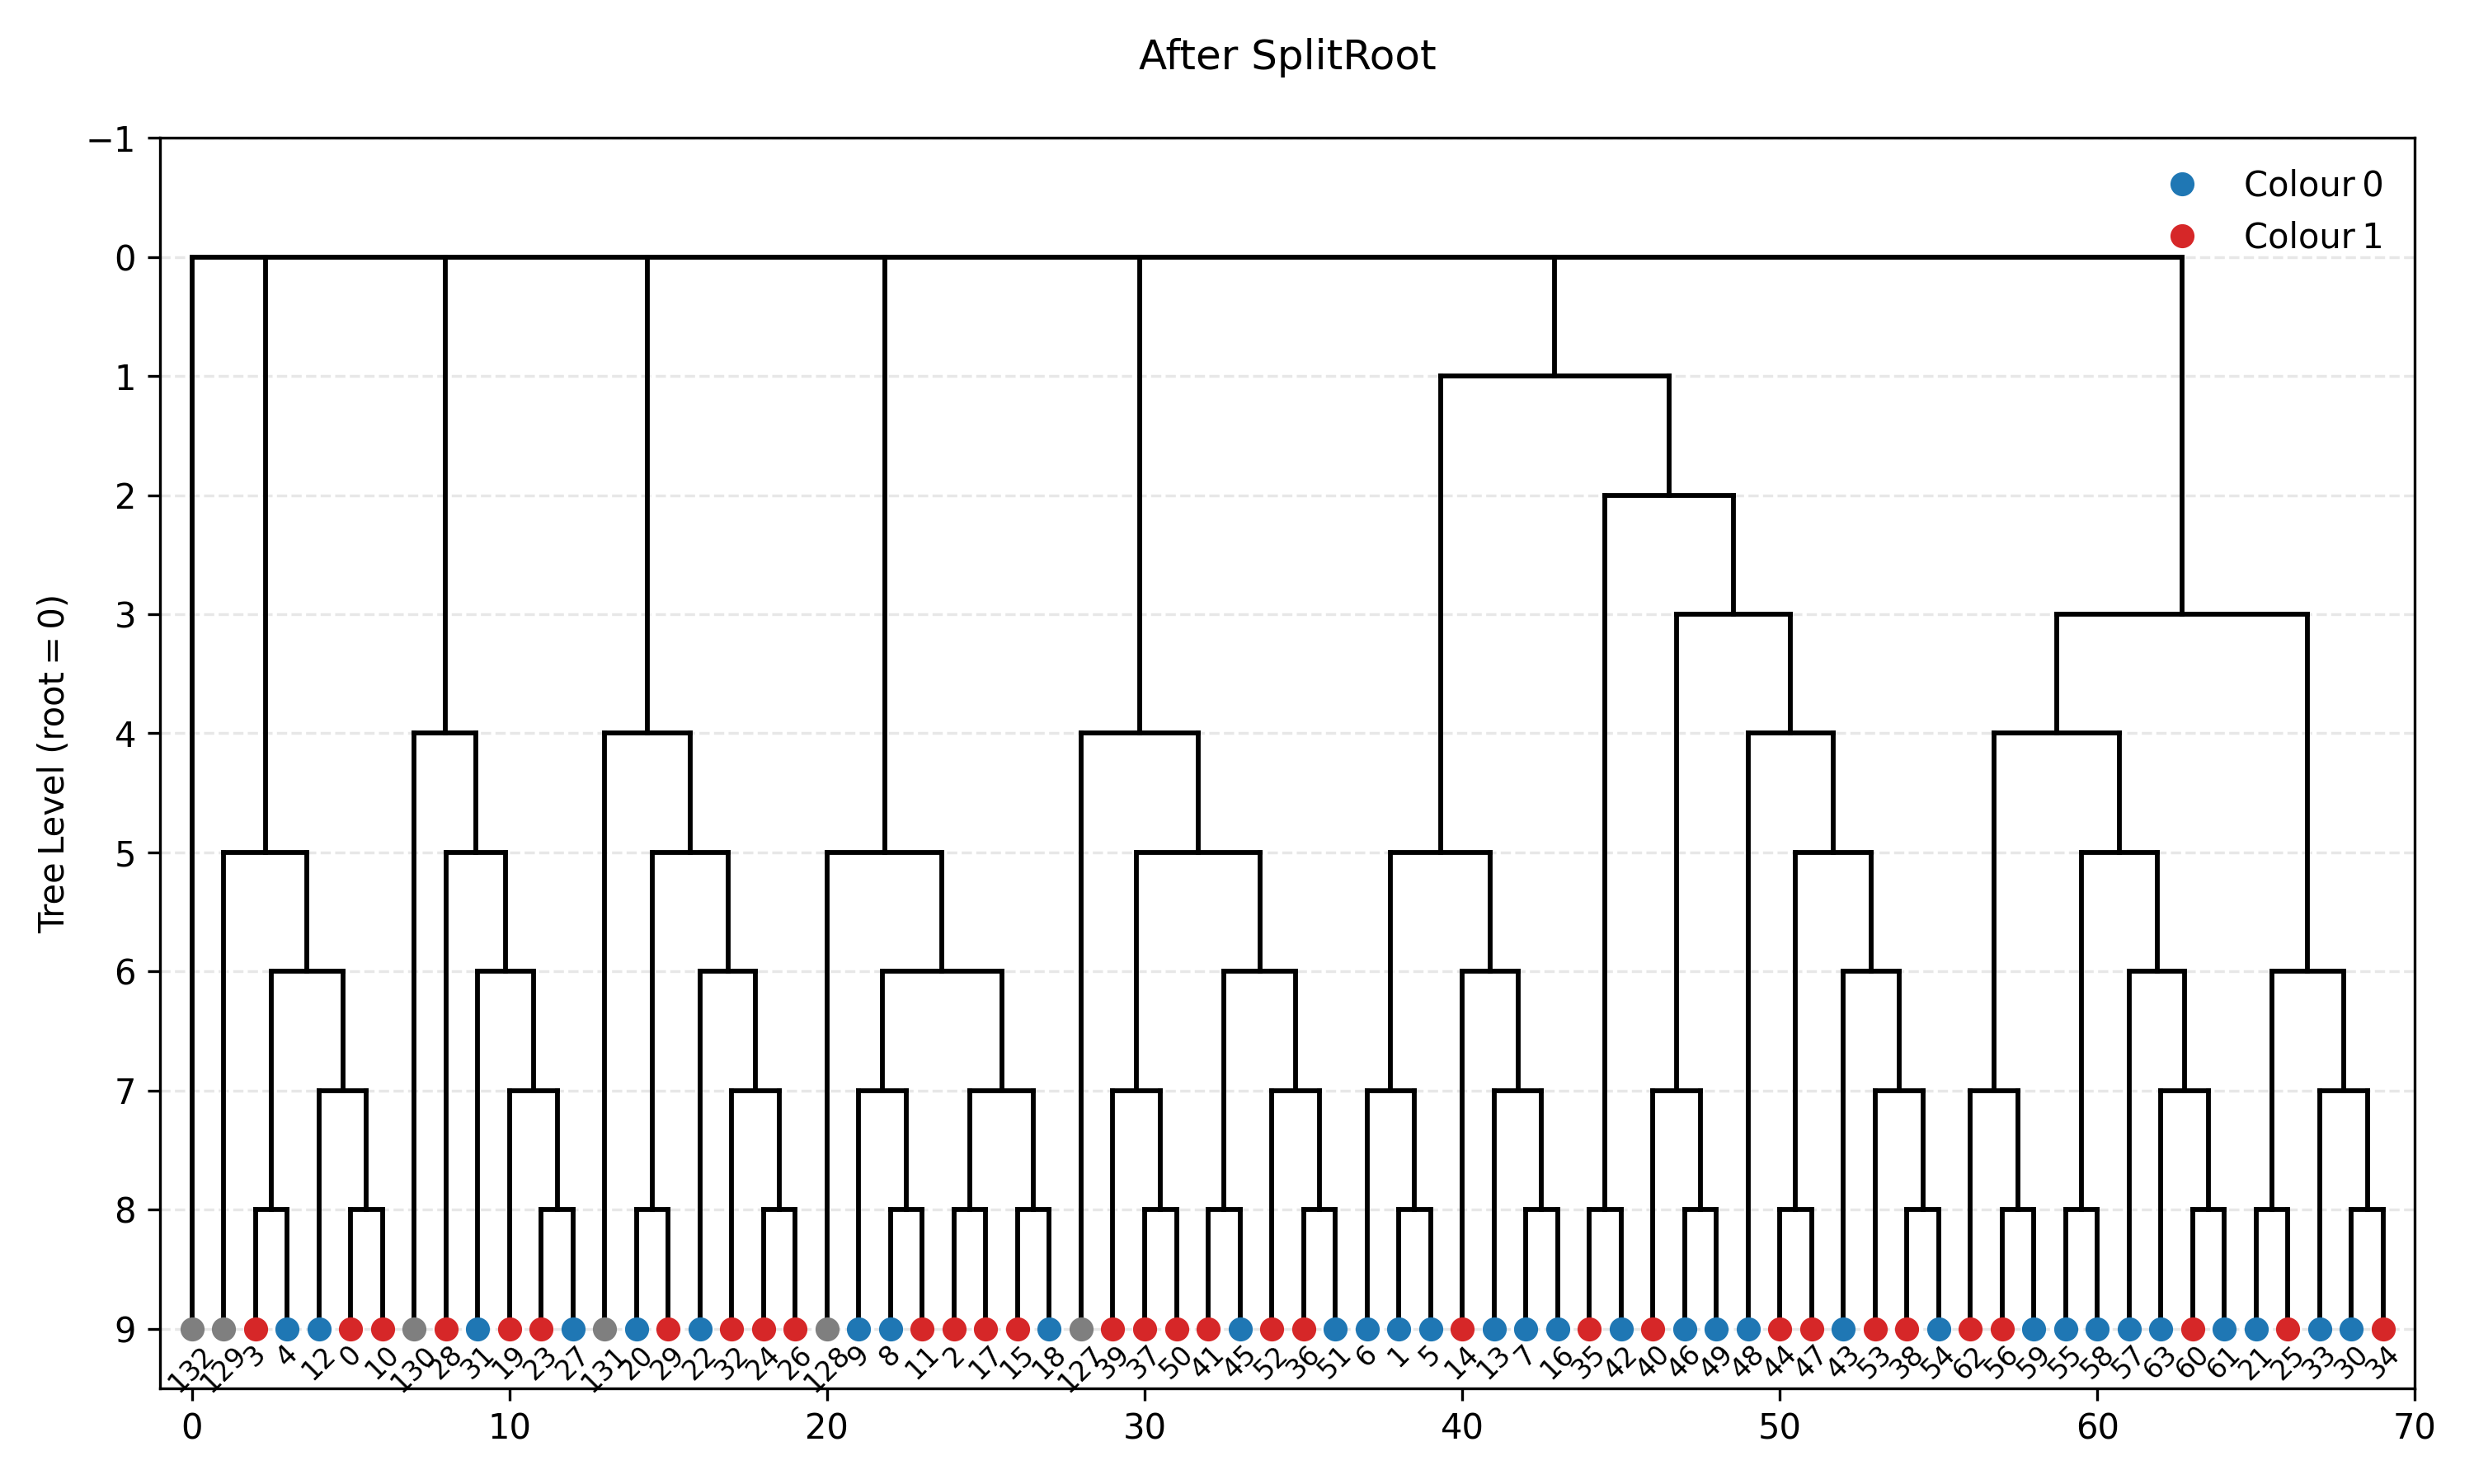 After SplitRoot
−1
Colour 0
Colour 1
0
1
2
3
4
5
6
7
8
9
Tree Level (root = 0)
132 129 3 4 12 0 10 130 28 31 19 23 27 131 20 29 22 32 24 26 128 9 8 11 2 17 15 18 127 39 37 50 41 45 52 36 51 6 1 5 14 13 7 16 35 42 40 46 49 48 44 47 43 53 38 54 62 56 59 55 58 57 63 60 61 21 25 33 30 34
0 10 20 30 40 50 60 70